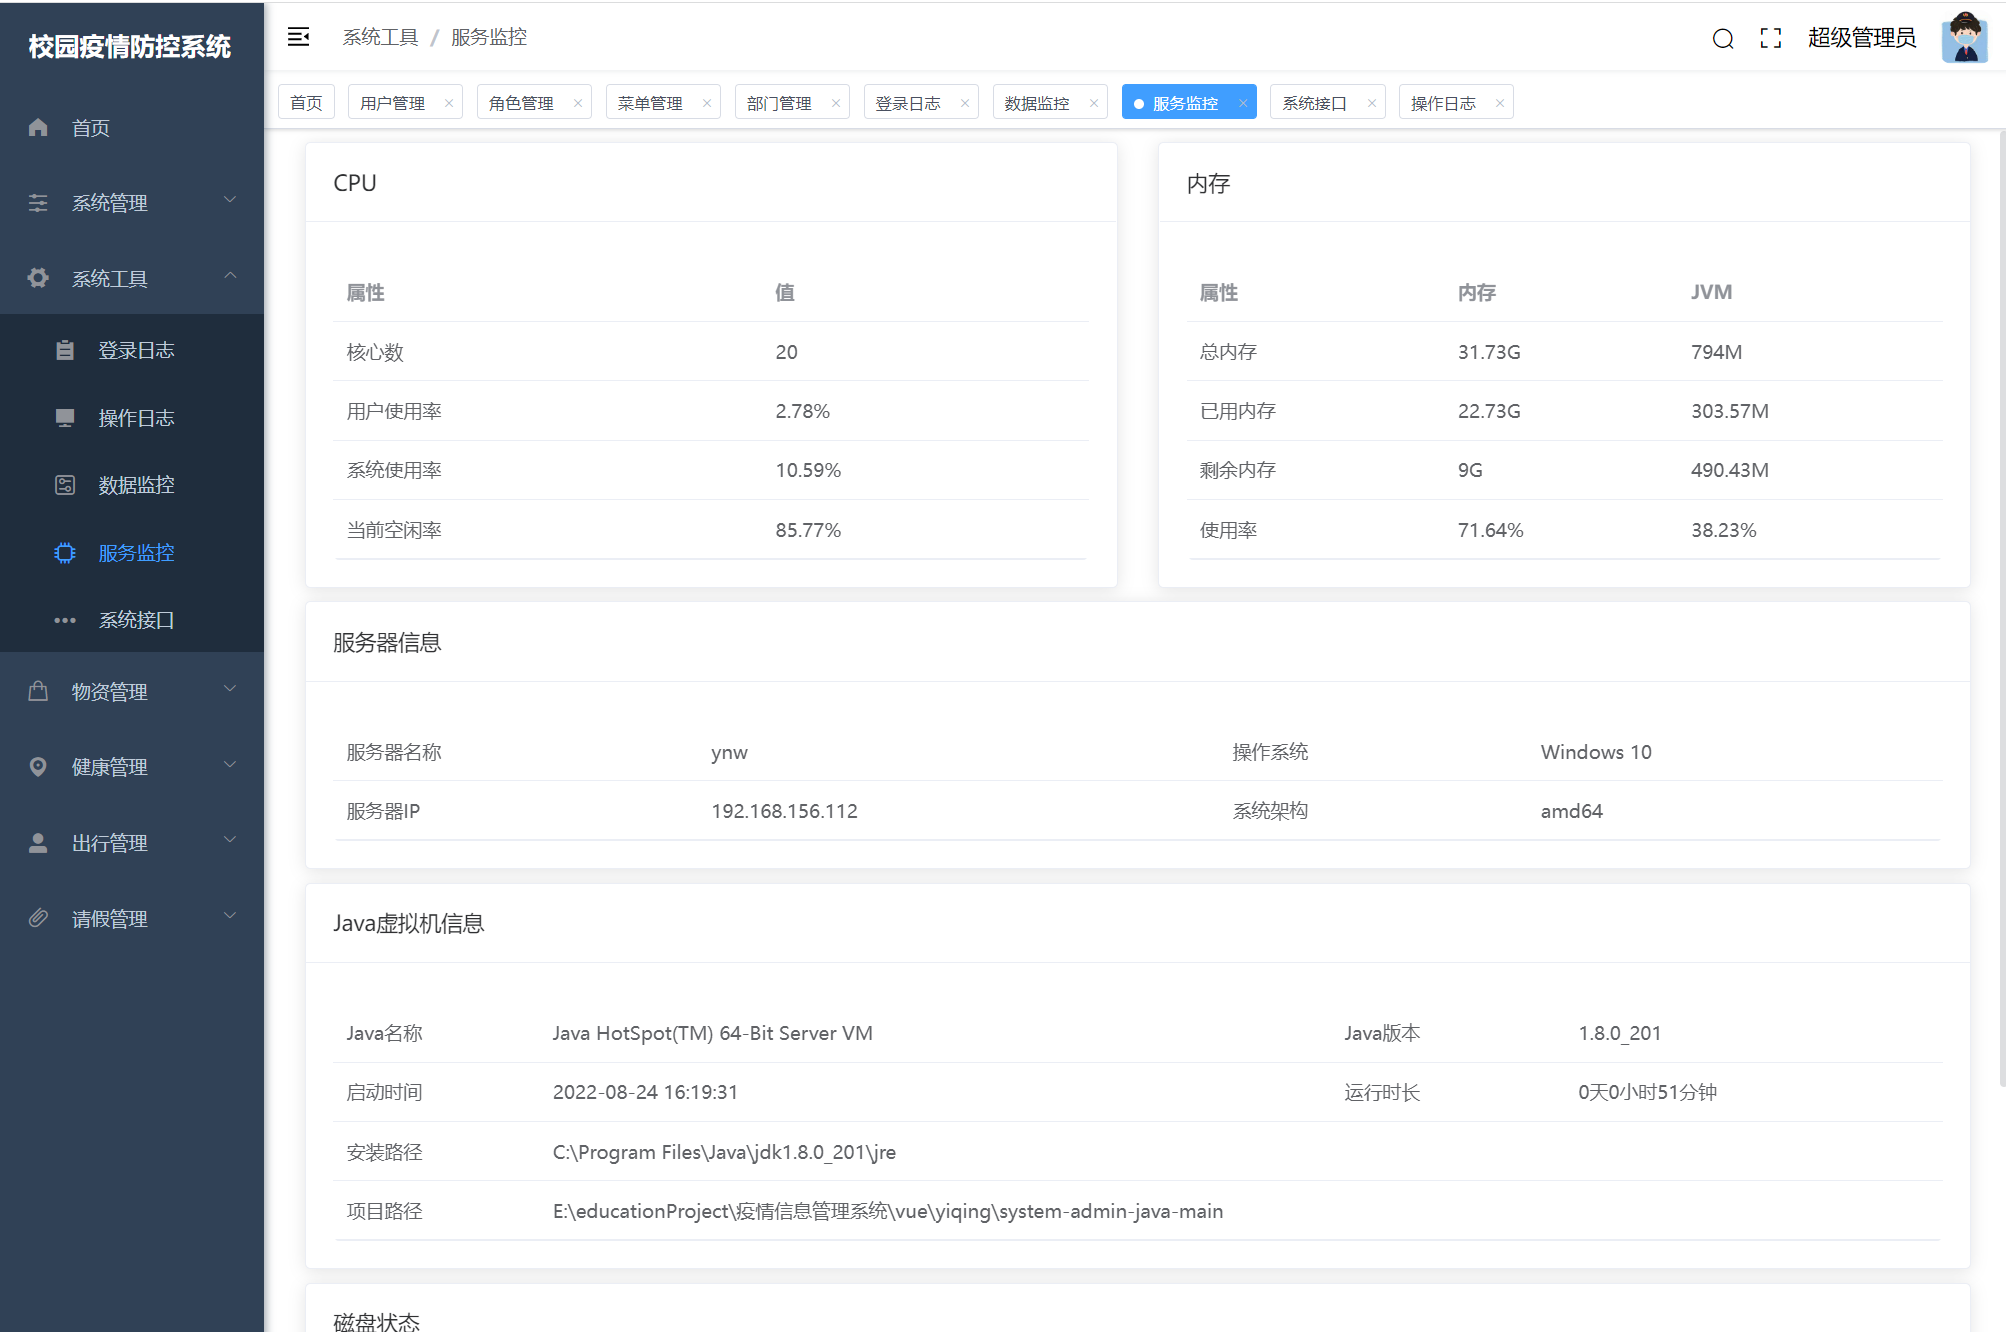 校园疫情防控系统
首页
系统管理
系统工具
登录日志
操作日志
数据监控
服务监控
系统接口
物资管理
健康管理
出行管理
请假管理
系统工具 / 服务监控
超级管理员
首页 用户管理 × 角色管理 × 菜单管理 × 部门管理 × 登录日志 × 数据监控 × 服务监控 × 系统接口 × 操作日志 ×
CPU
属性 值
核心数 20
用户使用率 2.78%
系统使用率 10.59%
当前空闲率 85.77%
内存
属性 内存 JVM
总内存 31.73G 794M
已用内存 22.73G 303.57M
剩余内存 9G 490.43M
使用率 71.64% 38.23%
服务器信息
服务器名称 ynw 操作系统 Windows 10
服务器IP 192.168.156.112 系统架构 amd64
Java虚拟机信息
Java名称 Java HotSpot(TM) 64-Bit Server VM Java版本 1.8.0_201
启动时间 2022-08-24 16:19:31 运行时长 0天0小时51分钟
安装路径 C:\Program Files\Java\jdk1.8.0_201\jre
项目路径 E:\educationProject\疫情信息管理系统\vue\yiqing\system-admin-java-main
磁盘状态